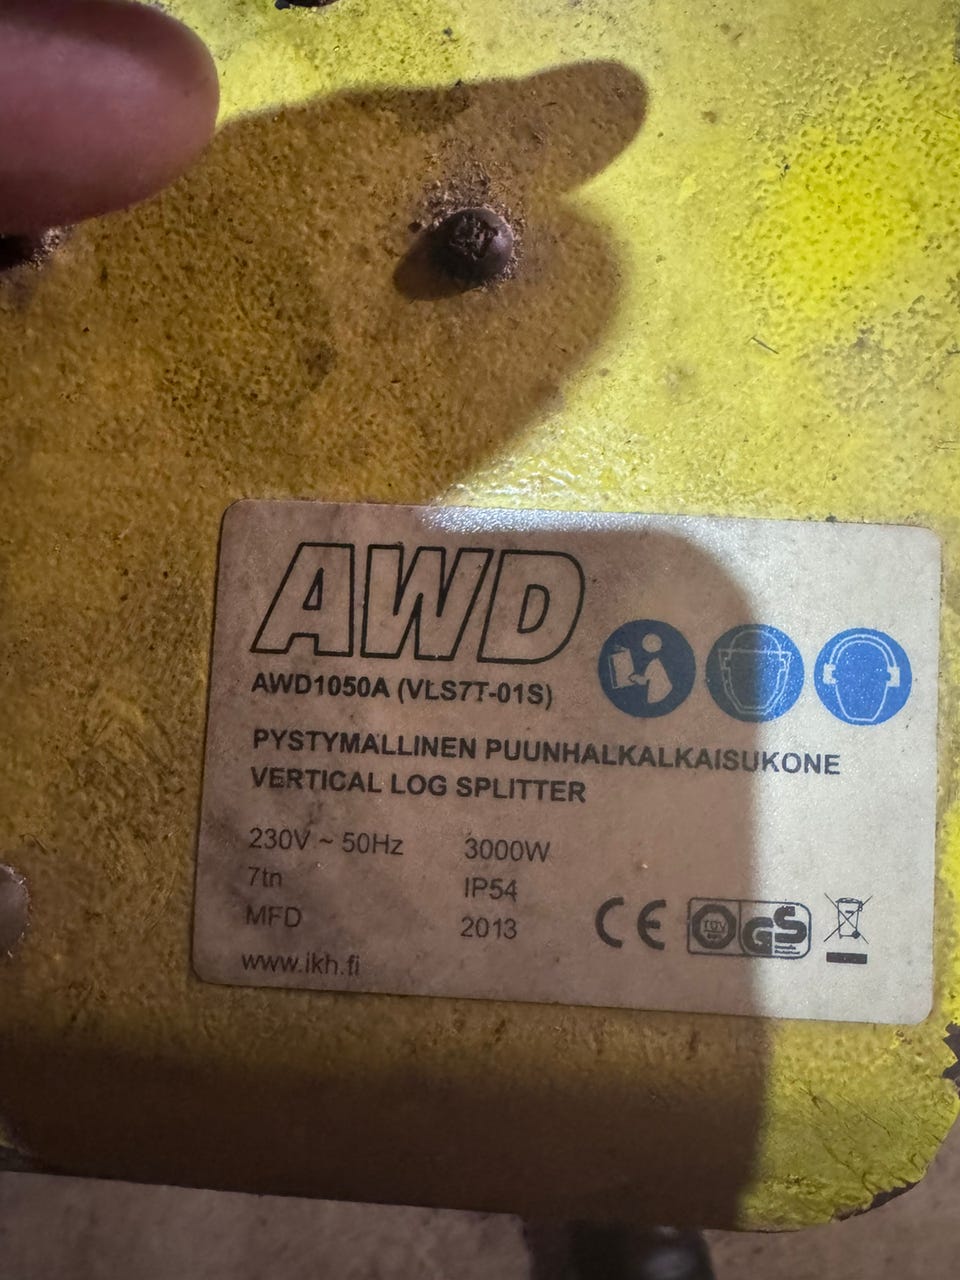 AWD
AWD1050A (VLS7T-01S)
PYSTYMALLINEN PUUNHALKALKAISUKONE
VERTICAL LOG SPLITTER
230V ~ 50Hz 3000W
7tn IP54
MFD 2013
www.ikh.fi
CE TÜV GS